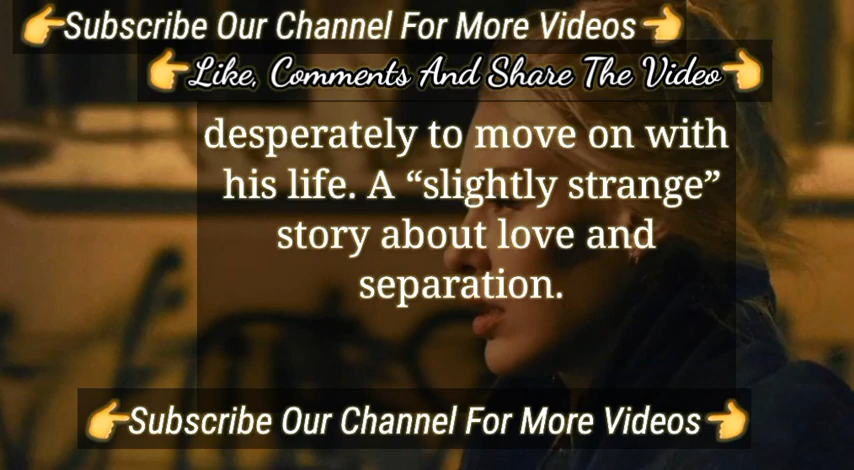 👉Subscribe Our Channel For More Videos👈
👉Like, Comments And Share The Video👈
desperately to move on with
his life. A “slightly strange”
story about love and
separation.
👉Subscribe Our Channel For More Videos👈